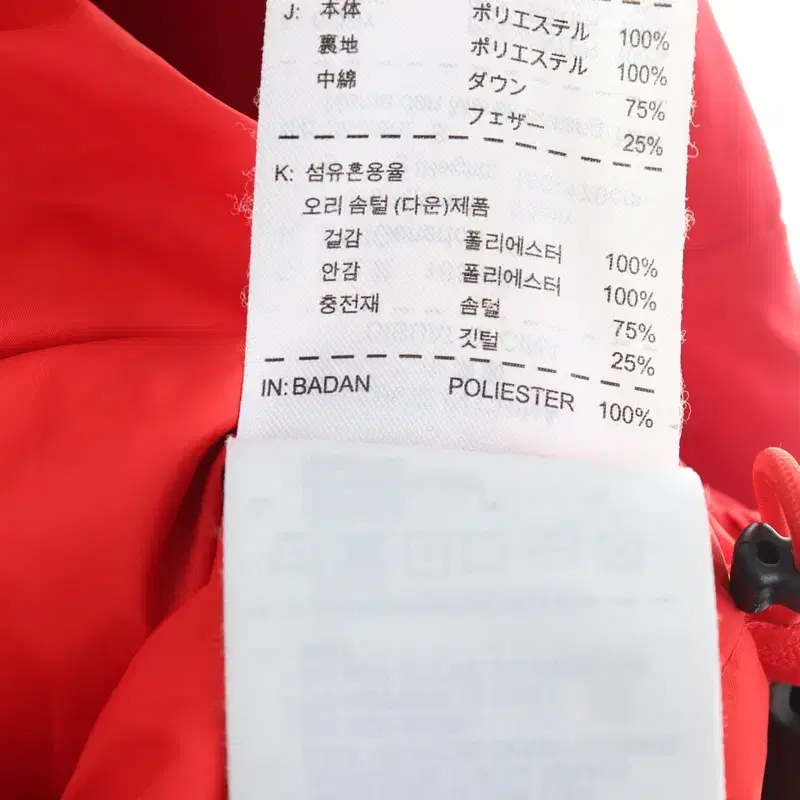 J: 本体 ポリエステル 100%
裏地 ポリエステル 100%
中綿 ダウン 75%
フェザー 25%
K: 섬유혼용율
오리 솜털 (다운)제품
겉감 폴리에스터 100%
안감 폴리에스터 100%
충전재 솜털 75%
깃털 25%
IN: BADAN POLIESTER 100%